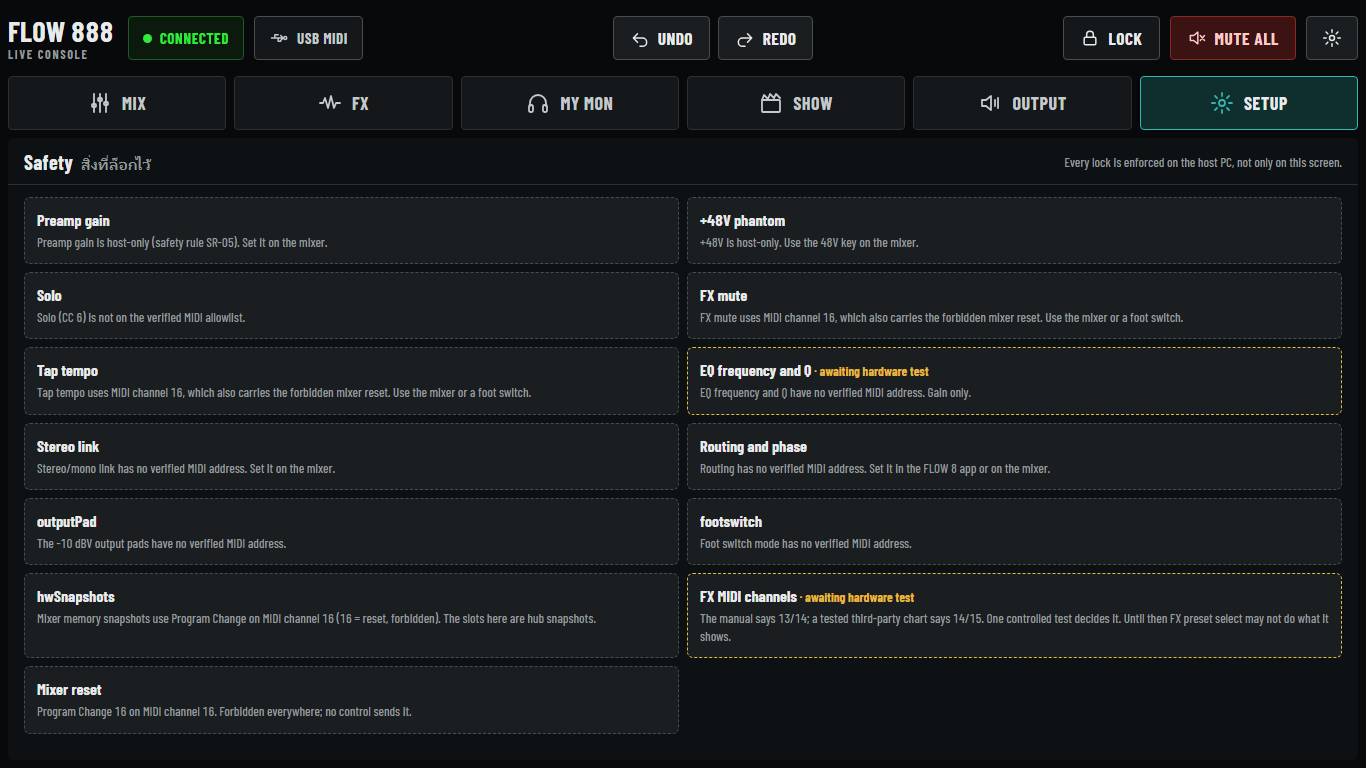 FLOW 888
LIVE CONSOLE
CONNECTED
USB MIDI
UNDO
REDO
LOCK
MUTE ALL
MIX
FX
MY MON
SHOW
OUTPUT
SETUP
Safety สิ่งที่ล็อกไว้
Every lock is enforced on the host PC, not only on this screen.
Preamp gain
Preamp gain is host-only (safety rule SR-05). Set it on the mixer.
+48V phantom
+48V is host-only. Use the 48V key on the mixer.
Solo
Solo (CC 6) is not on the verified MIDI allowlist.
FX mute
FX mute uses MIDI channel 16, which also carries the forbidden mixer reset. Use the mixer or a foot switch.
Tap tempo
Tap tempo uses MIDI channel 16, which also carries the forbidden mixer reset. Use the mixer or a foot switch.
EQ frequency and Q · awaiting hardware test
EQ frequency and Q have no verified MIDI address. Gain only.
Stereo link
Stereo/mono link has no verified MIDI address. Set it on the mixer.
Routing and phase
Routing has no verified MIDI address. Set it in the FLOW 8 app or on the mixer.
outputPad
The -10 dBV output pads have no verified MIDI address.
footswitch
Foot switch mode has no verified MIDI address.
hwSnapshots
Mixer memory snapshots use Program Change on MIDI channel 16 (16 = reset, forbidden). The slots here are hub snapshots.
FX MIDI channels · awaiting hardware test
The manual says 13/14; a tested third-party chart says 14/15. One controlled test decides it. Until then FX preset select may not do what it
shows.
Mixer reset
Program Change 16 on MIDI channel 16. Forbidden everywhere; no control sends it.